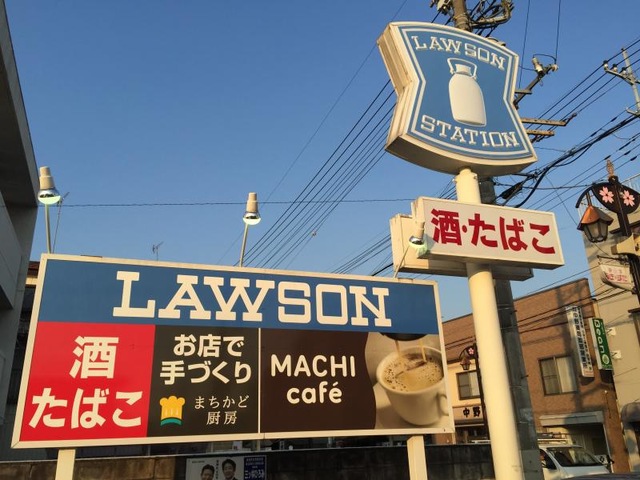 LAWSON
STATION
酒・たばこ
LAWSON
酒
たばこ
お店で
手づくり
まちかど
厨房
MACHI
café
中野